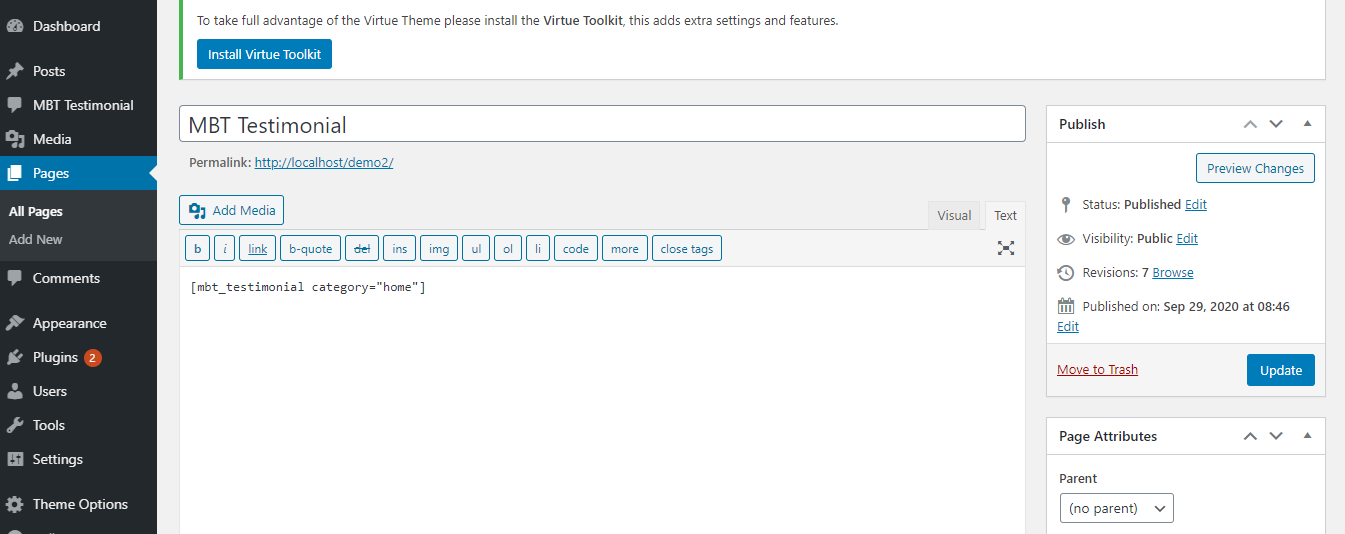 To take full advantage of the Virtue Theme please install the Virtue Toolkit, this adds extra settings and features.
Install Virtue Toolkit
Dashboard
Posts
MBT Testimonial
Media
Pages
All Pages
Add New
Comments
Appearance
Plugins 2
Users
Tools
Settings
Theme Options
MBT Testimonial
Permalink: http://localhost/demo2/
Add Media
Visual Text
b i link b-quote del ins img ul ol li code more close tags
[mbt_testimonial category="home"]
Publish
Preview Changes
Status: Published Edit
Visibility: Public Edit
Revisions: 7 Browse
Published on: Sep 29, 2020 at 08:46
Edit
Move to Trash Update
Page Attributes
Parent
(no parent)